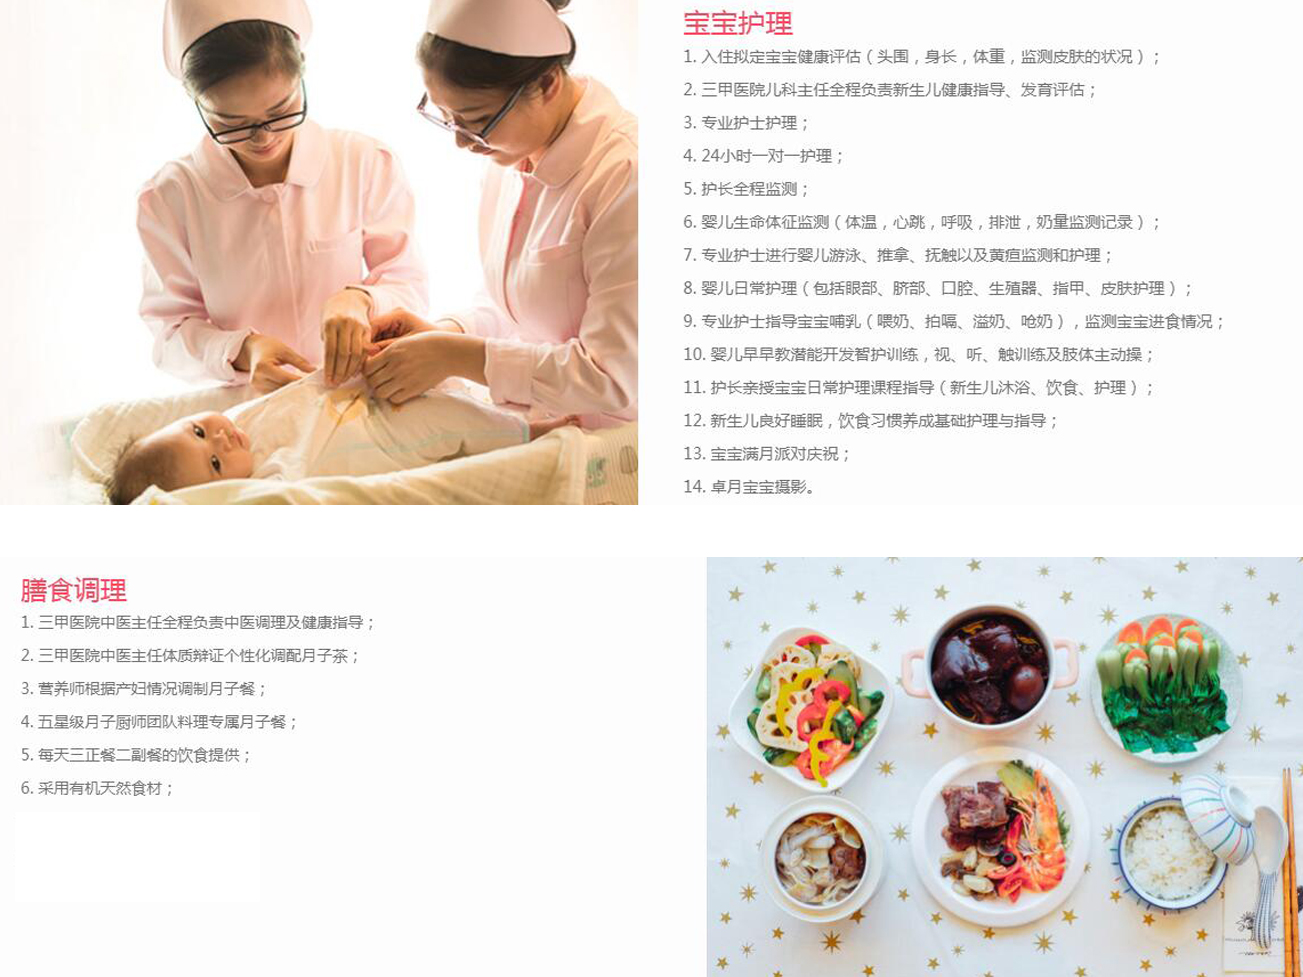 宝宝护理
1. 入住拟定宝宝健康评估（头围，身长，体重，监测皮肤的状况）；
2. 三甲医院儿科主任全程负责新生儿健康指导、发育评估；
3. 专业护士护理；
4. 24小时一对一护理；
5. 护长全程监测；
6. 婴儿生命体征监测（体温，心跳，呼吸，排泄，奶量监测记录）；
7. 专业护士进行婴儿游泳、推拿、抚触以及黄疸监测和护理；
8. 婴儿日常护理（包括眼部、脐部、口腔、生殖器、指甲、皮肤护理）；
9. 专业护士指导宝宝哺乳（喂奶、拍嗝、溢奶、呛奶），监测宝宝进食情况；
10. 婴儿早早教潜能开发智护训练，视、听、触训练及肢体主动操；
11. 护长亲授宝宝日常护理课程指导（新生儿沐浴、饮食、护理）；
12. 新生儿良好睡眠，饮食习惯养成基础护理与指导；
13. 宝宝满月派对庆祝；
14. 卓月宝宝摄影。
膳食调理
1. 三甲医院中医主任全程负责中医调理及健康指导；
2. 三甲医院中医主任体质辩证个性化调配月子茶；
3. 营养师根据产妇情况调制月子餐；
4. 五星级月子厨师团队料理专属月子餐；
5. 每天三正餐二副餐的饮食提供；
6. 采用有机天然食材；